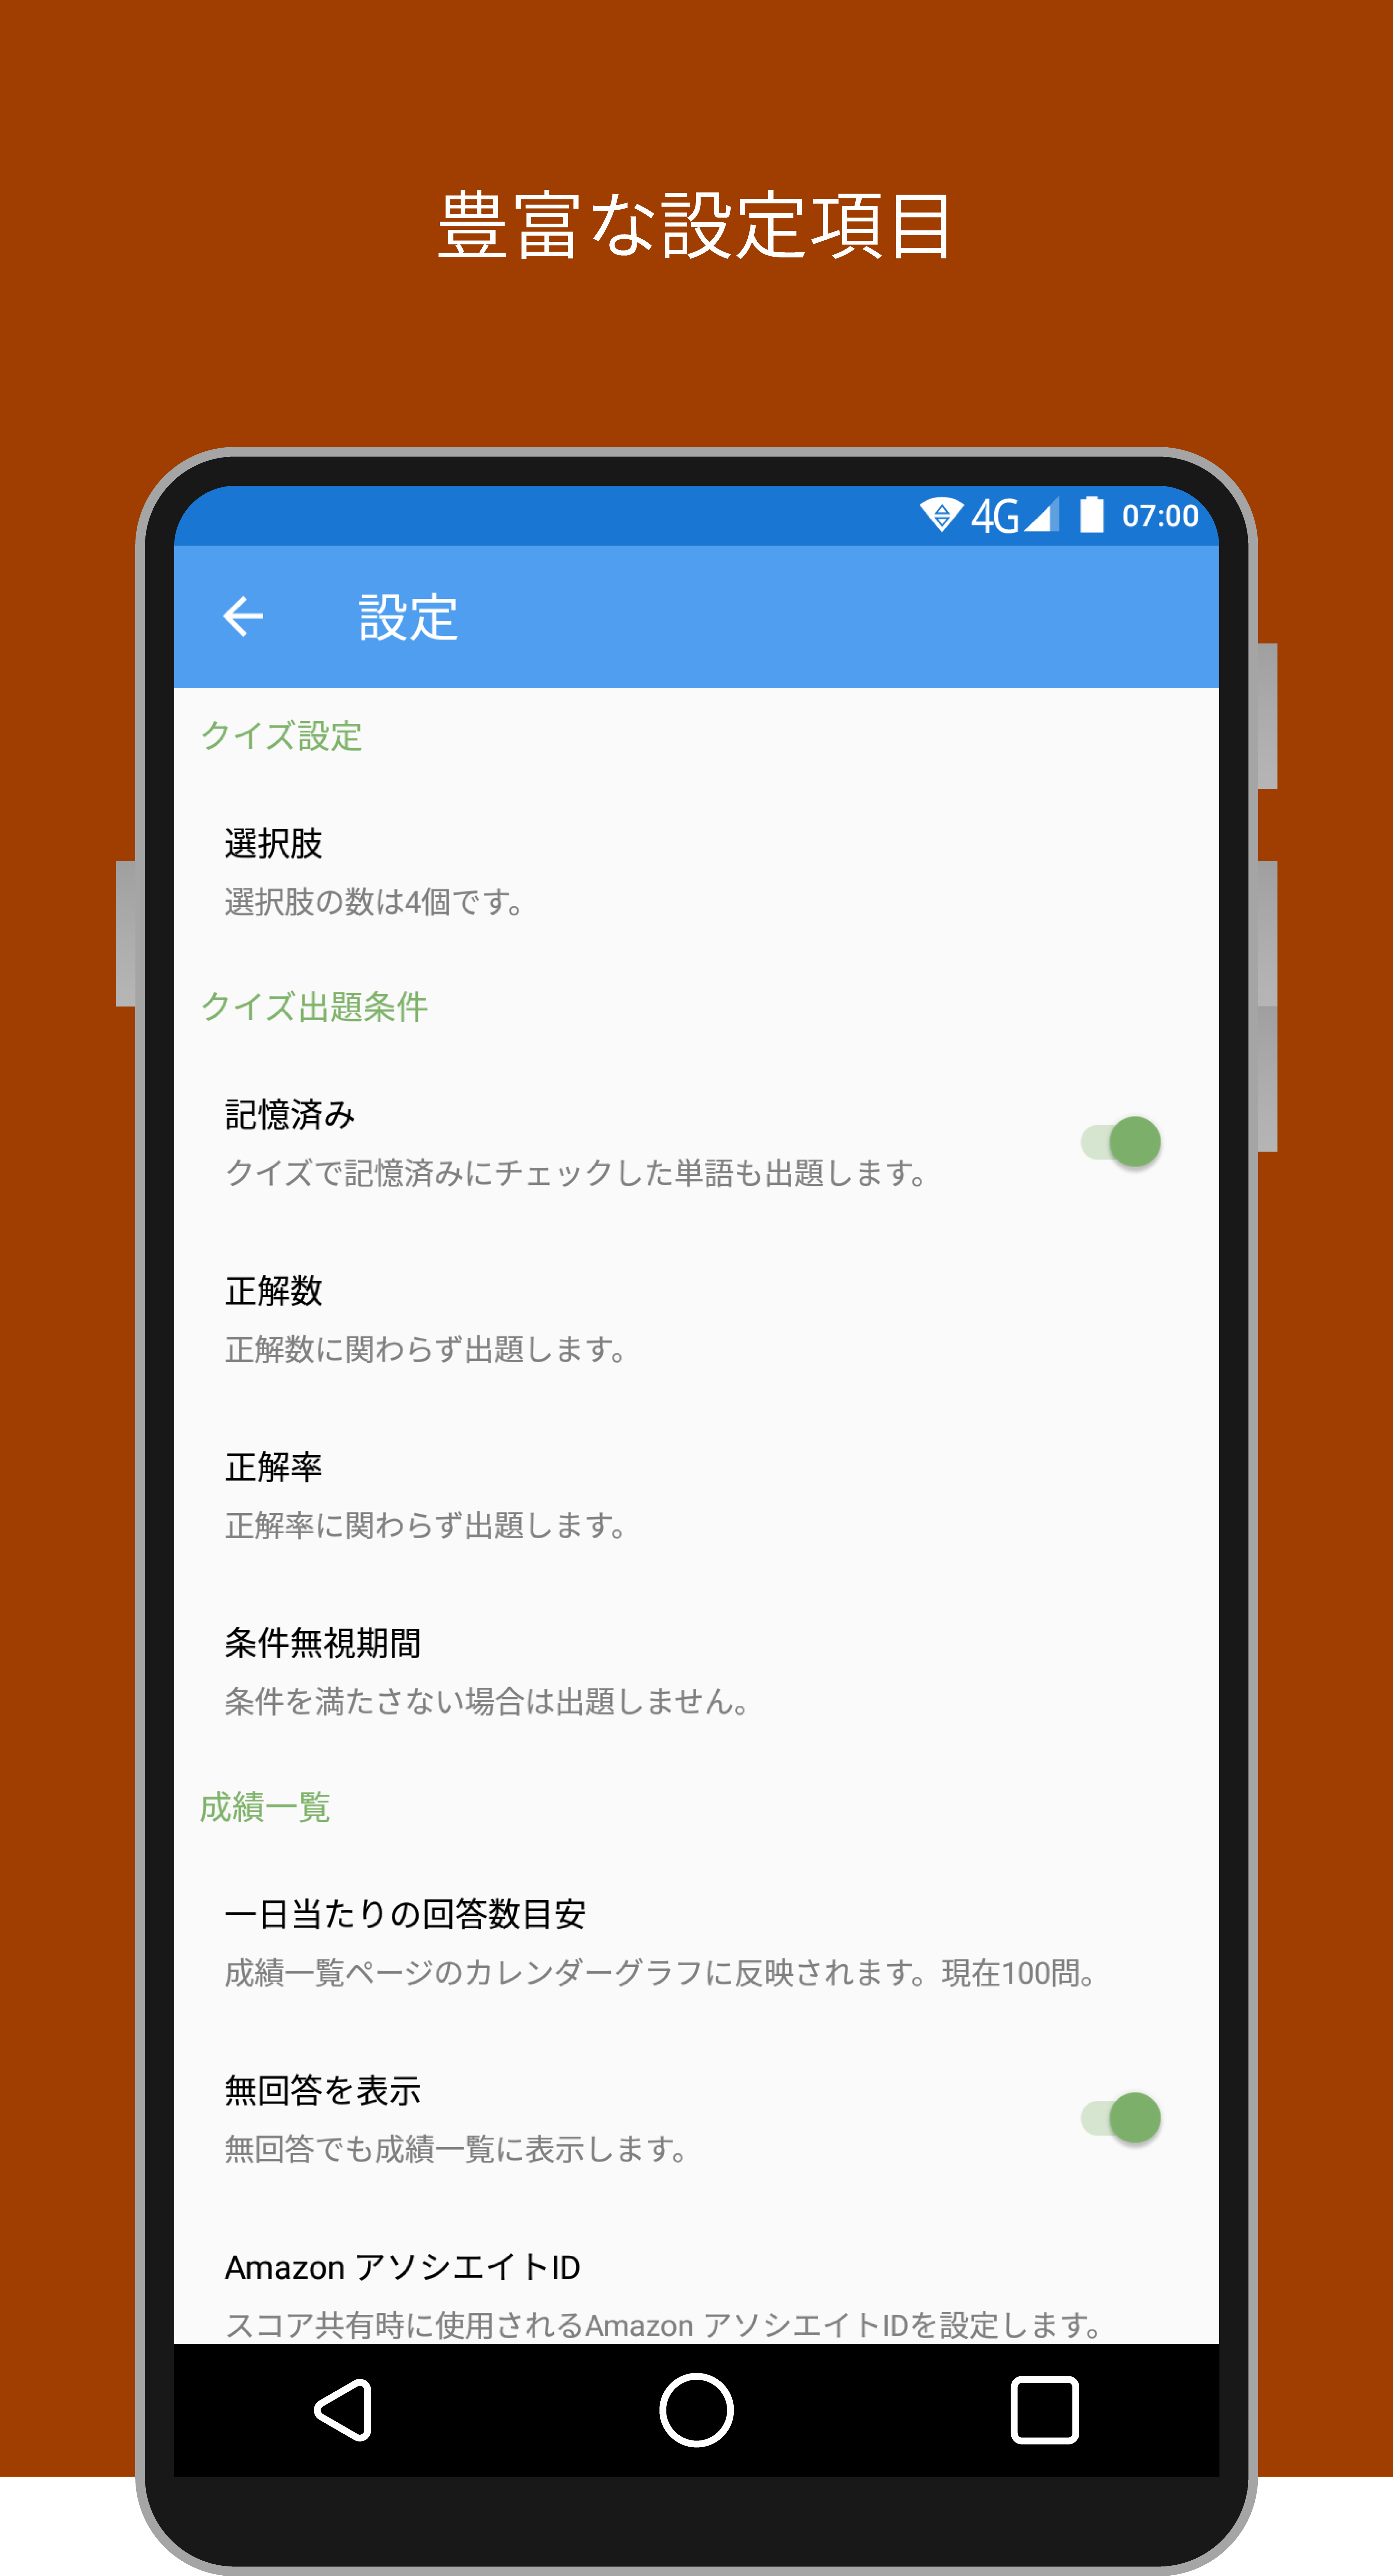 豊富な設定項目
4G 07:00
設定
クイズ設定
選択肢
選択肢の数は4個です。
クイズ出題条件
記憶済み
クイズで記憶済みにチェックした単語も出題します。
正解数
正解数に関わらず出題します。
正解率
正解率に関わらず出題します。
条件無視期間
条件を満たさない場合は出題しません。
成績一覧
一日当たりの回答数目安
成績一覧ページのカレンダーグラフに反映されます。現在100問。
無回答を表示
無回答でも成績一覧に表示します。
Amazon アソシエイトID
スコア共有時に使用されるAmazon アソシエイトIDを設定します。